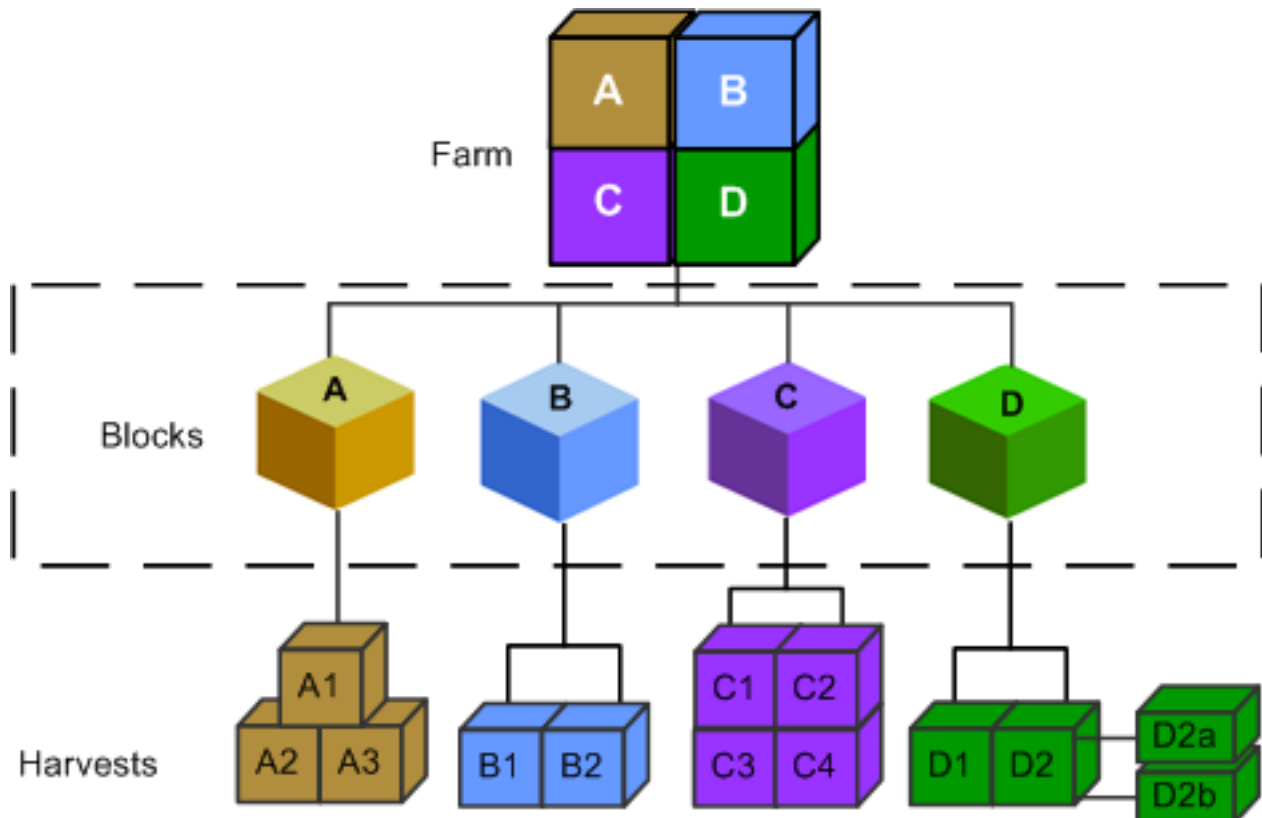 A B
Farm
C D
A B C D
Blocks
A1 C1 C2
D2a
Harvests A2 A3 B1 B2 C3 C4 D1 D2
D2b